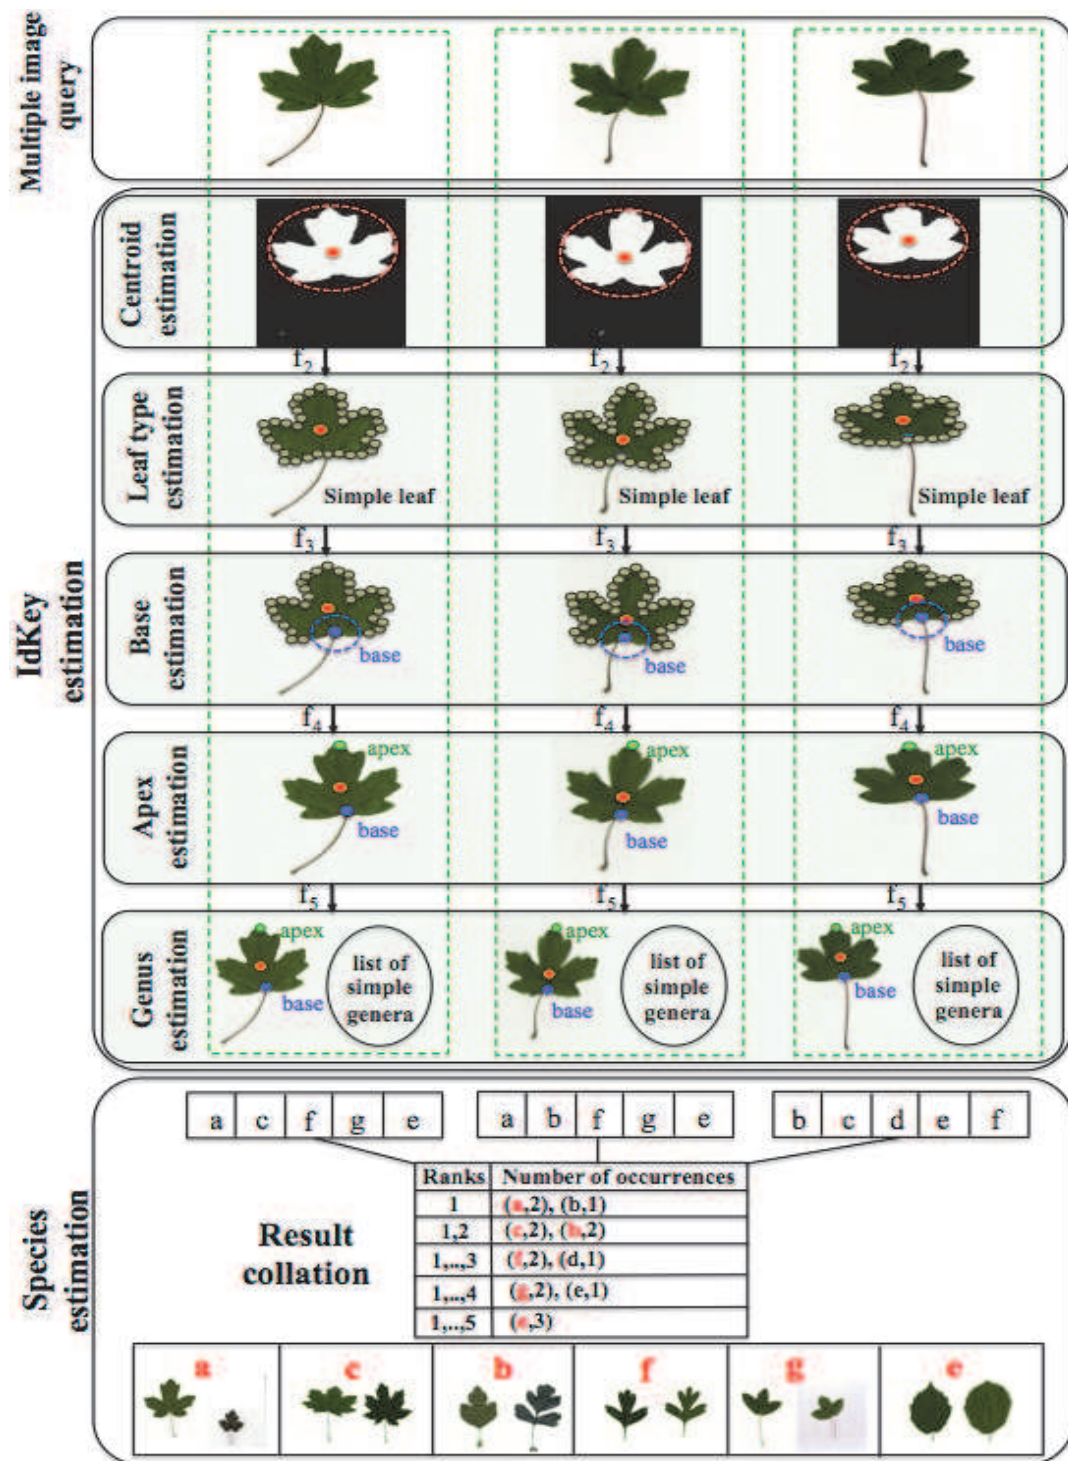 Multiple image
query
IdKey
estimation
Centroid
estimation
f2
f2
f2
Leaf type
estimation
Simple leaf
Simple leaf
Simple leaf
f3
f3
f3
Base
estimation
base
base
base
f4
f4
f4
Apex
estimation
apex
apex
apex
base
base
base
f5
f5
f5
Genus
estimation
apex
base
list of
simple
genera
apex
base
list of
simple
genera
apex
base
list of
simple
genera
Species
estimation
a c f g e
a b f g e
b c d e f
Result
collation
Ranks Number of occurrences
1 (a,2), (b,1)
1,2 (c,2), (b,2)
1,..,3 (f,2), (d,1)
1,..,4 (g,2), (e,1)
1,..,5 (e,3)
a c b f g e